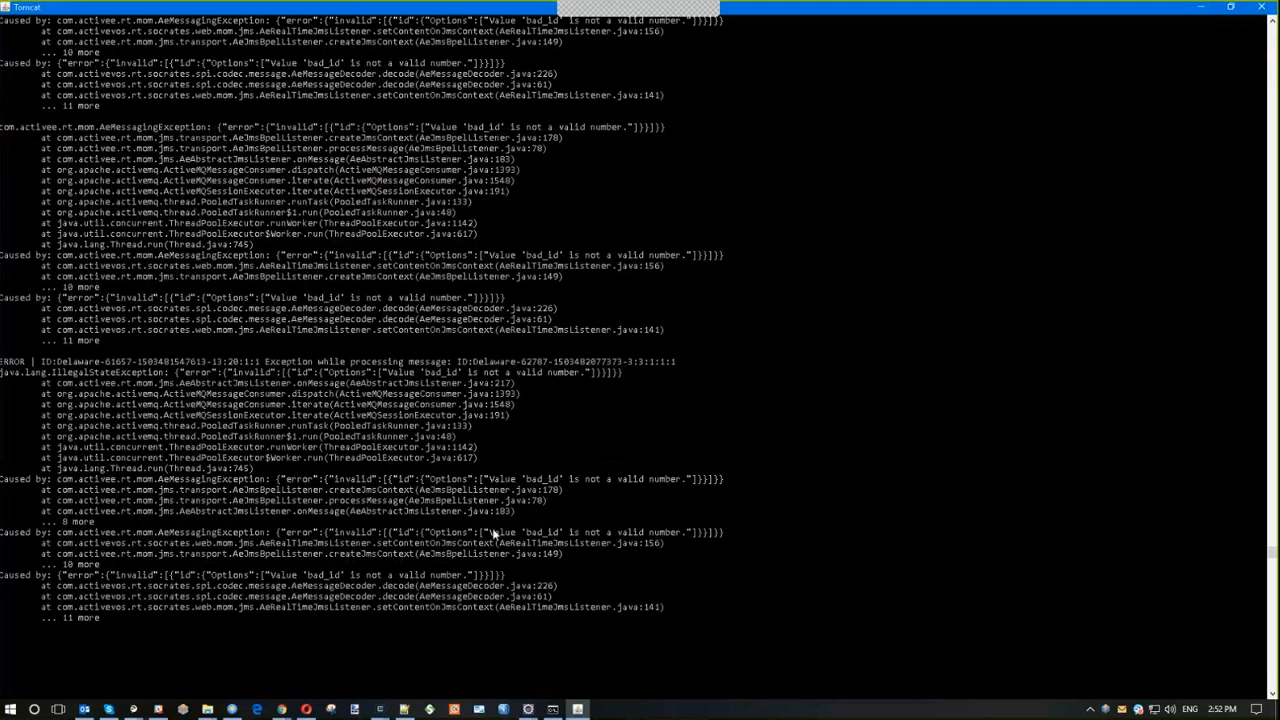 Tomcat
Caused by: com.activee.rt.mom.AeMessagingException: {"error":{"invalid":[{"id":{"Options":["Value 'bad_id' is not a valid number."]}}]}}
at com.activevos.rt.socrates.web.mom.jms.AeRealTimeJmsListener.setContentOnJmsContext(AeRealTimeJmsListener.java:156)
at com.activee.rt.mom.jms.transport.AeJmsBpelListener.createJmsContext(AeJmsBpelListener.java:149)
... 10 more
Caused by: {"error":{"invalid":[{"id":{"Options":["Value 'bad_id' is not a valid number."]}}]}}
at com.activevos.rt.socrates.spi.codec.message.AeMessageDecoder.decode(AeMessageDecoder.java:226)
at com.activevos.rt.socrates.spi.codec.message.AeMessageDecoder.decode(AeMessageDecoder.java:61)
at com.activevos.rt.socrates.web.mom.jms.AeRealTimeJmsListener.setContentOnJmsContext(AeRealTimeJmsListener.java:141)
... 11 more
com.activee.rt.mom.AeMessagingException: {"error":{"invalid":[{"id":{"Options":["Value 'bad_id' is not a valid number."]}}]}}
at com.activee.rt.mom.jms.transport.AeJmsBpelListener.createJmsContext(AeJmsBpelListener.java:178)
at com.activee.rt.mom.jms.transport.AeJmsBpelListener.processMessage(AeJmsBpelListener.java:78)
at com.activee.rt.mom.jms.AeAbstractJmsListener.onMessage(AeAbstractJmsListener.java:183)
at org.apache.activemq.ActiveMQMessageConsumer.dispatch(ActiveMQMessageConsumer.java:1393)
at org.apache.activemq.ActiveMQMessageConsumer.iterate(ActiveMQMessageConsumer.java:1548)
at org.apache.activemq.ActiveMQSessionExecutor.iterate(ActiveMQSessionExecutor.java:191)
at org.apache.activemq.thread.PooledTaskRunner.runTask(PooledTaskRunner.java:133)
at org.apache.activemq.thread.PooledTaskRunner$1.run(PooledTaskRunner.java:48)
at java.util.concurrent.ThreadPoolExecutor.runWorker(ThreadPoolExecutor.java:1142)
at java.util.concurrent.ThreadPoolExecutor$Worker.run(ThreadPoolExecutor.java:617)
at java.lang.Thread.run(Thread.java:745)
Caused by: com.activee.rt.mom.AeMessagingException: {"error":{"invalid":[{"id":{"Options":["Value 'bad_id' is not a valid number."]}}]}}
at com.activevos.rt.socrates.web.mom.jms.AeRealTimeJmsListener.setContentOnJmsContext(AeRealTimeJmsListener.java:156)
at com.activee.rt.mom.jms.transport.AeJmsBpelListener.createJmsContext(AeJmsBpelListener.java:149)
... 10 more
Caused by: {"error":{"invalid":[{"id":{"Options":["Value 'bad_id' is not a valid number."]}}]}}
at com.activevos.rt.socrates.spi.codec.message.AeMessageDecoder.decode(AeMessageDecoder.java:226)
at com.activevos.rt.socrates.spi.codec.message.AeMessageDecoder.decode(AeMessageDecoder.java:61)
at com.activevos.rt.socrates.web.mom.jms.AeRealTimeJmsListener.setContentOnJmsContext(AeRealTimeJmsListener.java:141)
... 11 more
ERROR | ID:Delaware-61657-1503481547613-13:20:1:1 Exception while processing message: ID:Delaware-62787-1503482077373-3:3:1:1:1
java.lang.IllegalStateException: {"error":{"invalid":[{"id":{"Options":["Value 'bad_id' is not a valid number."]}}]}}
at com.activee.rt.mom.jms.AeAbstractJmsListener.onMessage(AeAbstractJmsListener.java:217)
at org.apache.activemq.ActiveMQMessageConsumer.dispatch(ActiveMQMessageConsumer.java:1393)
at org.apache.activemq.ActiveMQMessageConsumer.iterate(ActiveMQMessageConsumer.java:1548)
at org.apache.activemq.ActiveMQSessionExecutor.iterate(ActiveMQSessionExecutor.java:191)
at org.apache.activemq.thread.PooledTaskRunner.runTask(PooledTaskRunner.java:133)
at org.apache.activemq.thread.PooledTaskRunner$1.run(PooledTaskRunner.java:48)
at java.util.concurrent.ThreadPoolExecutor.runWorker(ThreadPoolExecutor.java:1142)
at java.util.concurrent.ThreadPoolExecutor$Worker.run(ThreadPoolExecutor.java:617)
at java.lang.Thread.run(Thread.java:745)
Caused by: com.activee.rt.mom.AeMessagingException: {"error":{"invalid":[{"id":{"Options":["Value 'bad_id' is not a valid number."]}}]}}
at com.activee.rt.mom.jms.transport.AeJmsBpelListener.createJmsContext(AeJmsBpelListener.java:178)
at com.activee.rt.mom.jms.transport.AeJmsBpelListener.processMessage(AeJmsBpelListener.java:78)
at com.activee.rt.mom.jms.AeAbstractJmsListener.onMessage(AeAbstractJmsListener.java:183)
... 8 more
Caused by: com.activee.rt.mom.AeMessagingException: {"error":{"invalid":[{"id":{"Options":["Value 'bad_id' is not a valid number."]}}]}}
at com.activevos.rt.socrates.web.mom.jms.AeRealTimeJmsListener.setContentOnJmsContext(AeRealTimeJmsListener.java:156)
at com.activee.rt.mom.jms.transport.AeJmsBpelListener.createJmsContext(AeJmsBpelListener.java:149)
... 10 more
Caused by: {"error":{"invalid":[{"id":{"Options":["Value 'bad_id' is not a valid number."]}}]}}
at com.activevos.rt.socrates.spi.codec.message.AeMessageDecoder.decode(AeMessageDecoder.java:226)
at com.activevos.rt.socrates.spi.codec.message.AeMessageDecoder.decode(AeMessageDecoder.java:61)
at com.activevos.rt.socrates.web.mom.jms.AeRealTimeJmsListener.setContentOnJmsContext(AeRealTimeJmsListener.java:141)
... 11 more
2:52 PM